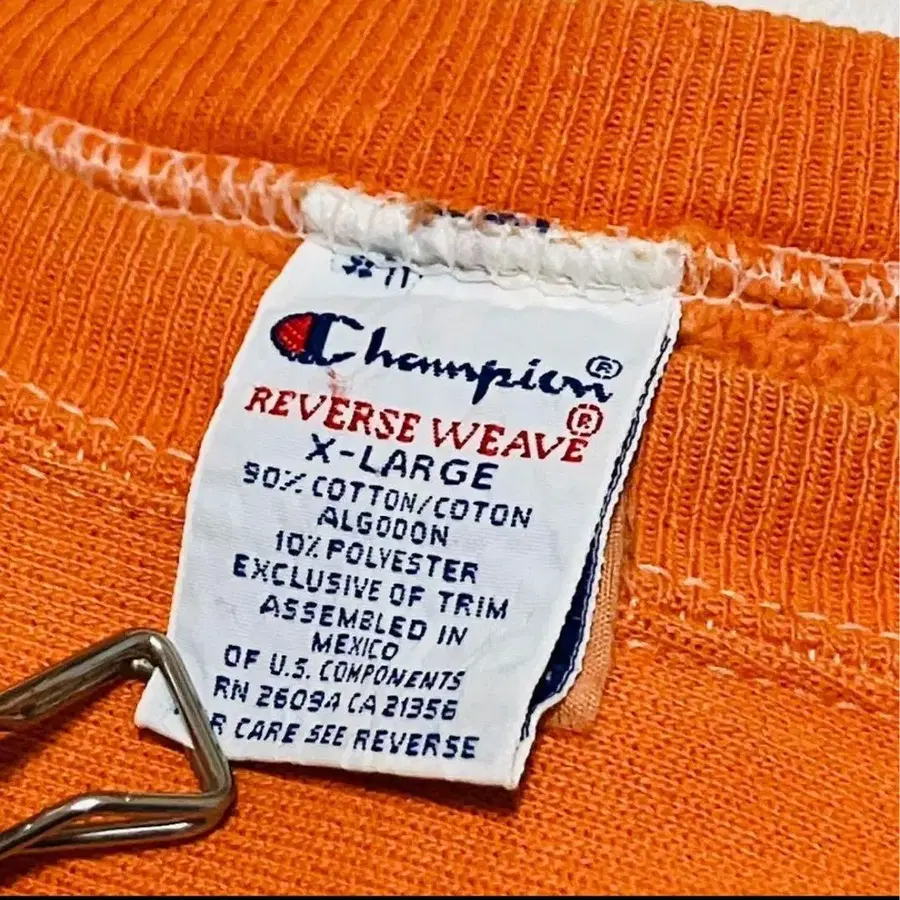 Champion®
REVERSE WEAVE®
X-LARGE
90% COTTON/COTON
ALGODON
10% POLYESTER
EXCLUSIVE OF TRIM
ASSEMBLED IN
MEXICO
OF U.S. COMPONENTS
RN 26094 CA 21356
CARE SEE REVERSE